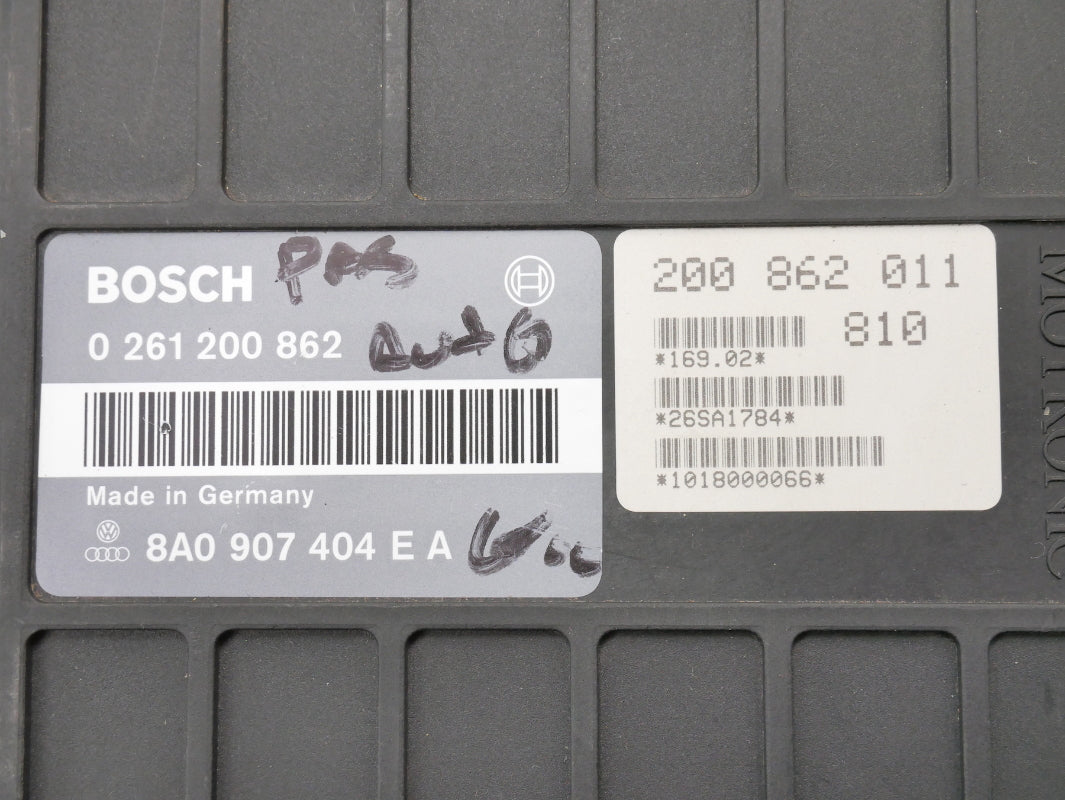 BOSCH
0 261 200 862
Made in Germany
8A0 907 404 E A
200 862 011
810
*169.02*
*26SA1784*
*1018000066*
MOTRONIC